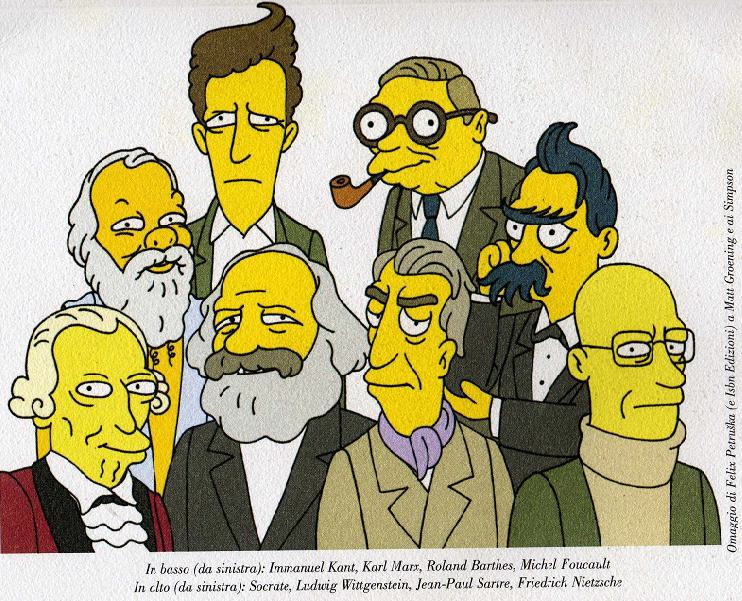 In basso (da sinistra): Immanuel Kant, Karl Marx, Roland Barthes, Michel Foucault
in alto (da sinistra): Socrate, Ludwig Wittgenstein, Jean-Paul Sartre, Friedrich Nietzsche
Omaggio di Felix Petruška (e Isbn Edizioni) a Matt Groening e ai Simpson